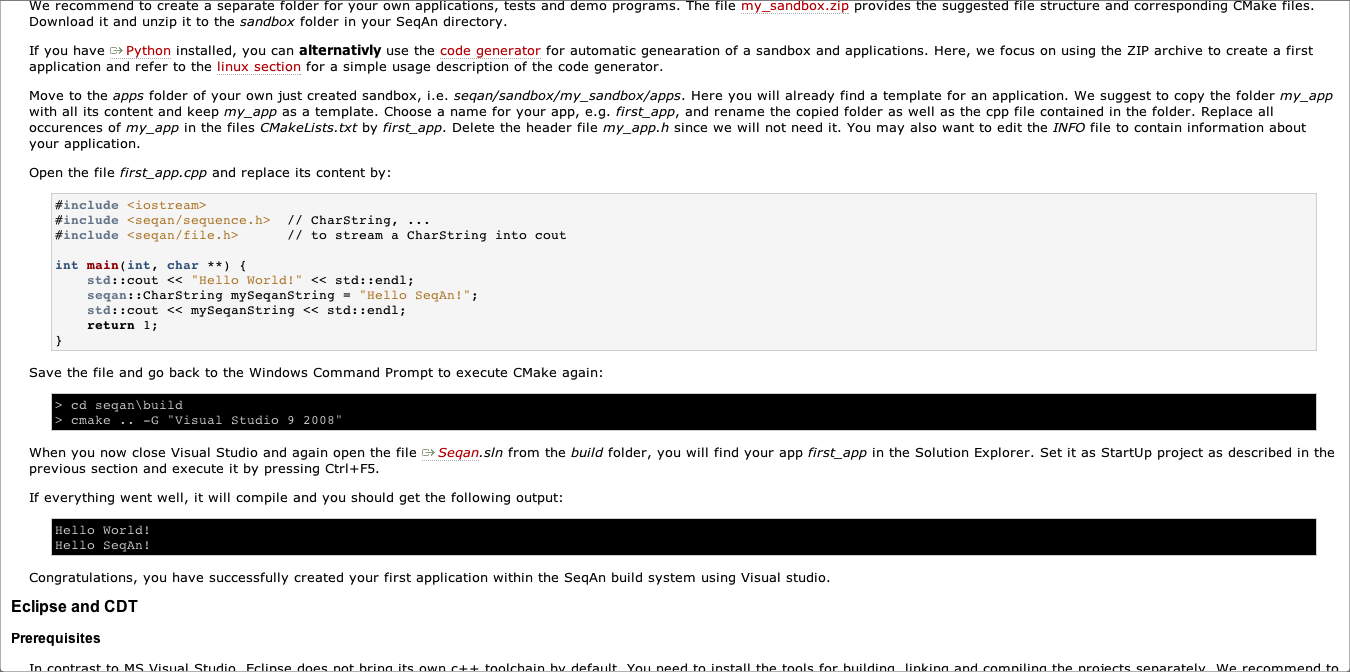 We recommend to create a separate folder for your own applications, tests and demo programs. The file my_sandbox.zip provides the suggested file structure and corresponding CMake files.
Download it and unzip it to the sandbox folder in your SeqAn directory.
If you have Python installed, you can alternativly use the code generator for automatic genearation of a sandbox and applications. Here, we focus on using the ZIP archive to create a first
application and refer to the linux section for a simple usage description of the code generator.
Move to the apps folder of your own just created sandbox, i.e. seqan/sandbox/my_sandbox/apps. Here you will already find a template for an application. We suggest to copy the folder my_app
with all its content and keep my_app as a template. Choose a name for your app, e.g. first_app, and rename the copied folder as well as the cpp file contained in the folder. Replace all
occurences of my_app in the files CMakeLists.txt by first_app. Delete the header file my_app.h since we will not need it. You may also want to edit the INFO file to contain information about
your application.
Open the file first_app.cpp and replace its content by:
#include <iostream>
#include <seqan/sequence.h>  // CharString, ...
#include <seqan/file.h>      // to stream a CharString into cout
int main(int, char **) {
    std::cout << "Hello World!" << std::endl;
    seqan::CharString mySeqanString = "Hello SeqAn!";
    std::cout << mySeqanString << std::endl;
    return 1;
}
Save the file and go back to the Windows Command Prompt to execute CMake again:
> cd seqan\build
> cmake .. -G "Visual Studio 9 2008"
When you now close Visual Studio and again open the file Seqan.sln from the build folder, you will find your app first_app in the Solution Explorer. Set it as StartUp project as described in the
previous section and execute it by pressing Ctrl+F5.
If everything went well, it will compile and you should get the following output:
Hello World!
Hello SeqAn!
Congratulations, you have successfully created your first application within the SeqAn build system using Visual studio.
Eclipse and CDT
Prerequisites
In contrast to MS Visual Studio, Eclipse does not bring its own c++ toolchain by default. You need to install the tools for building, linking and compiling the projects separately. We recommend to